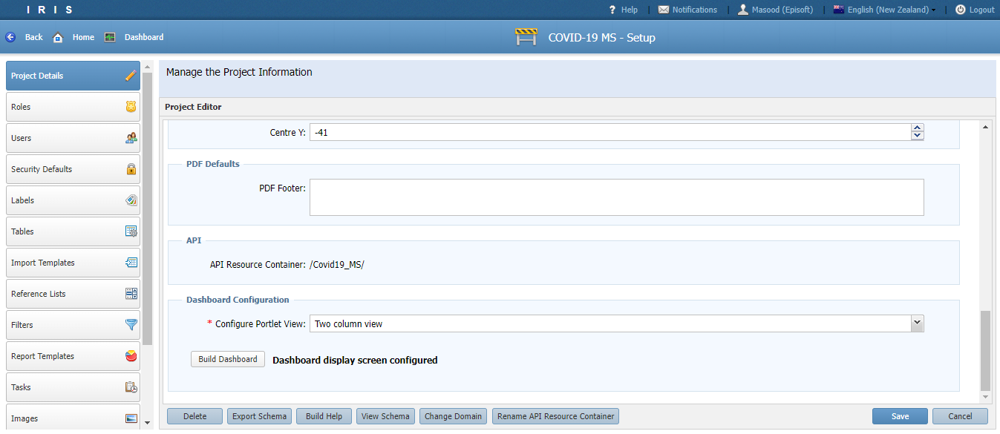 I R I S
? Help Notifications Masood (Episoft) English (New Zealand) Logout
Back Home Dashboard COVID-19 MS - Setup
Project Details
Roles
Users
Security Defaults
Labels
Tables
Import Templates
Reference Lists
Filters
Report Templates
Tasks
Images
Manage the Project Information
Project Editor
Centre Y: -41
PDF Defaults
PDF Footer:
API
API Resource Container: /Covid19_MS/
Dashboard Configuration
* Configure Portlet View: Two column view
Build Dashboard Dashboard display screen configured
Delete Export Schema Build Help View Schema Change Domain Rename API Resource Container Save Cancel